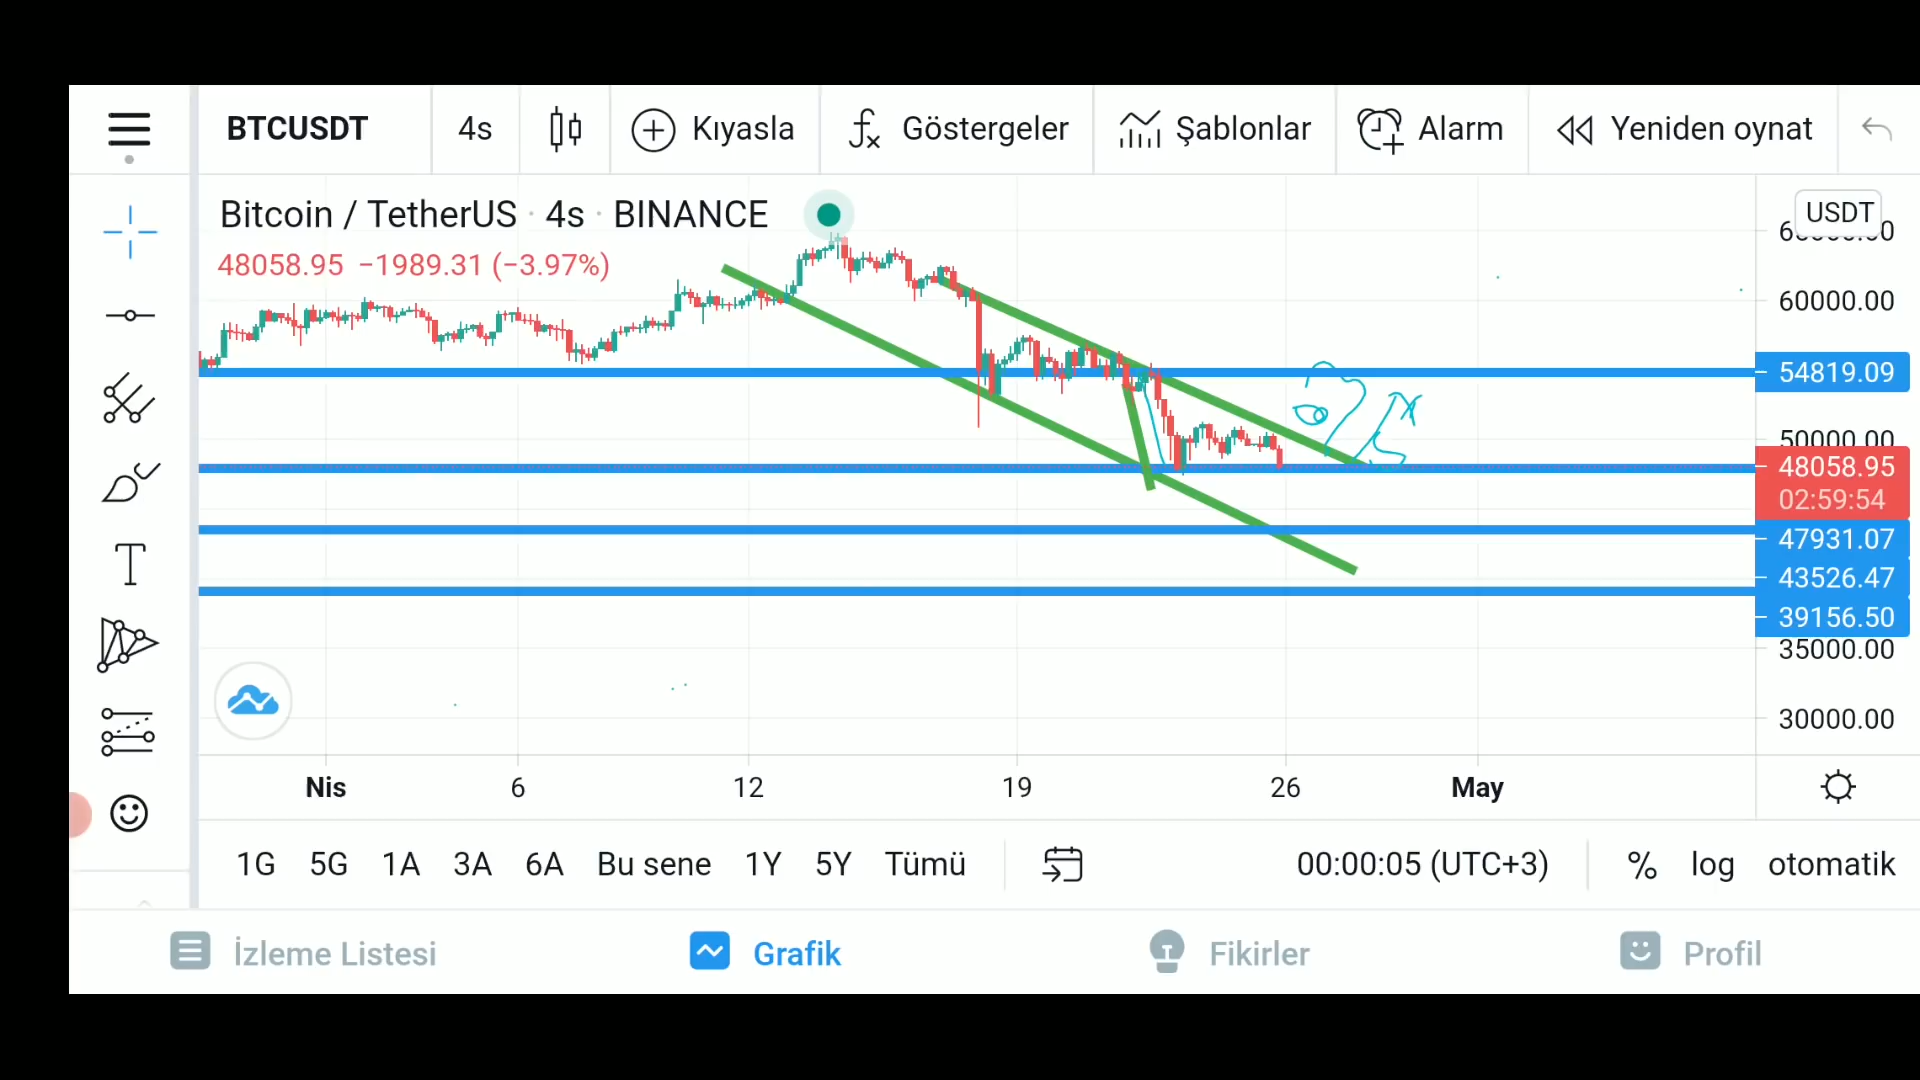 BTCUSDT 4s Kıyasla Göstergeler Şablonlar Alarm Yeniden oynat
Bitcoin / TetherUS · 4s · BINANCE
48058.95 −1989.31 (−3.97%)
USDT
60000.00
54819.09
50000.00
48058.95
02:59:54
47931.07
43526.47
39156.50
35000.00
30000.00
Nis 6 12 19 26 May
1G 5G 1A 3A 6A Bu sene 1Y 5Y Tümü 00:00:05 (UTC+3) % log otomatik
İzleme Listesi Grafik Fikirler Profil